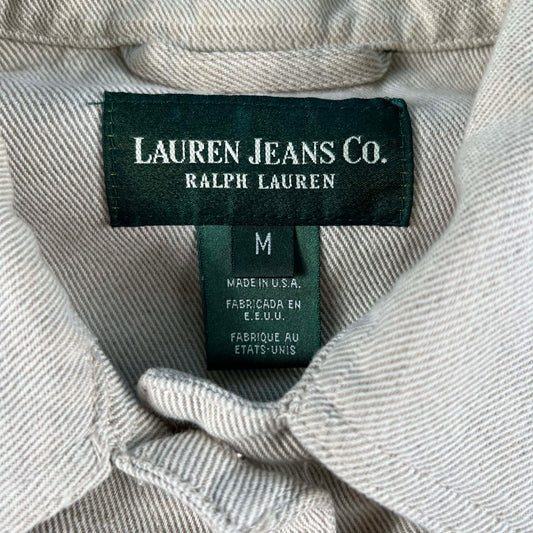 LAUREN JEANS CO.
RALPH LAUREN
M
MADE IN U.S.A.
FABRICADA EN
E.E.U.U.
FABRIQUE AU
ETATS-UNIS